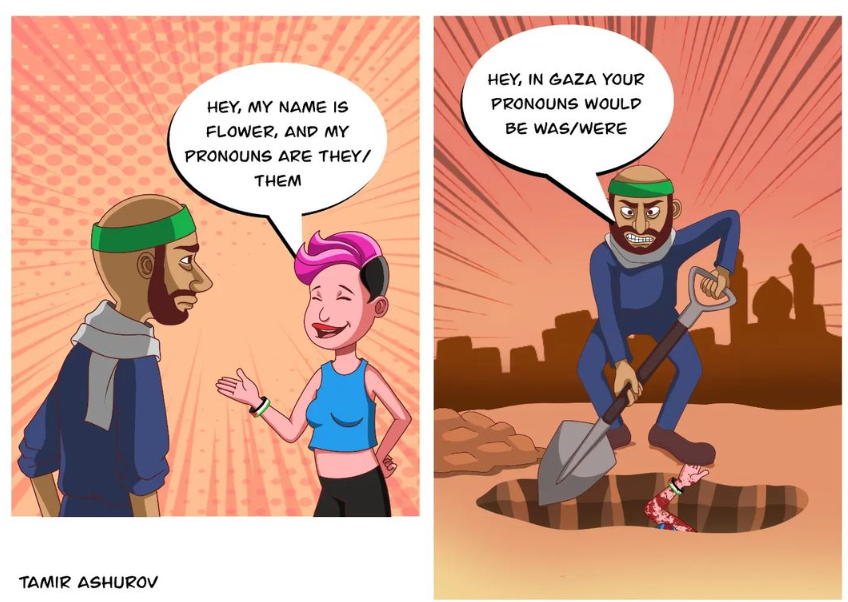 HEY, MY NAME IS
FLOWER, AND MY
PRONOUNS ARE THEY/
THEM
HEY, IN GAZA YOUR
PRONOUNS WOULD
BE WAS/WERE
TAMIR ASHUROV